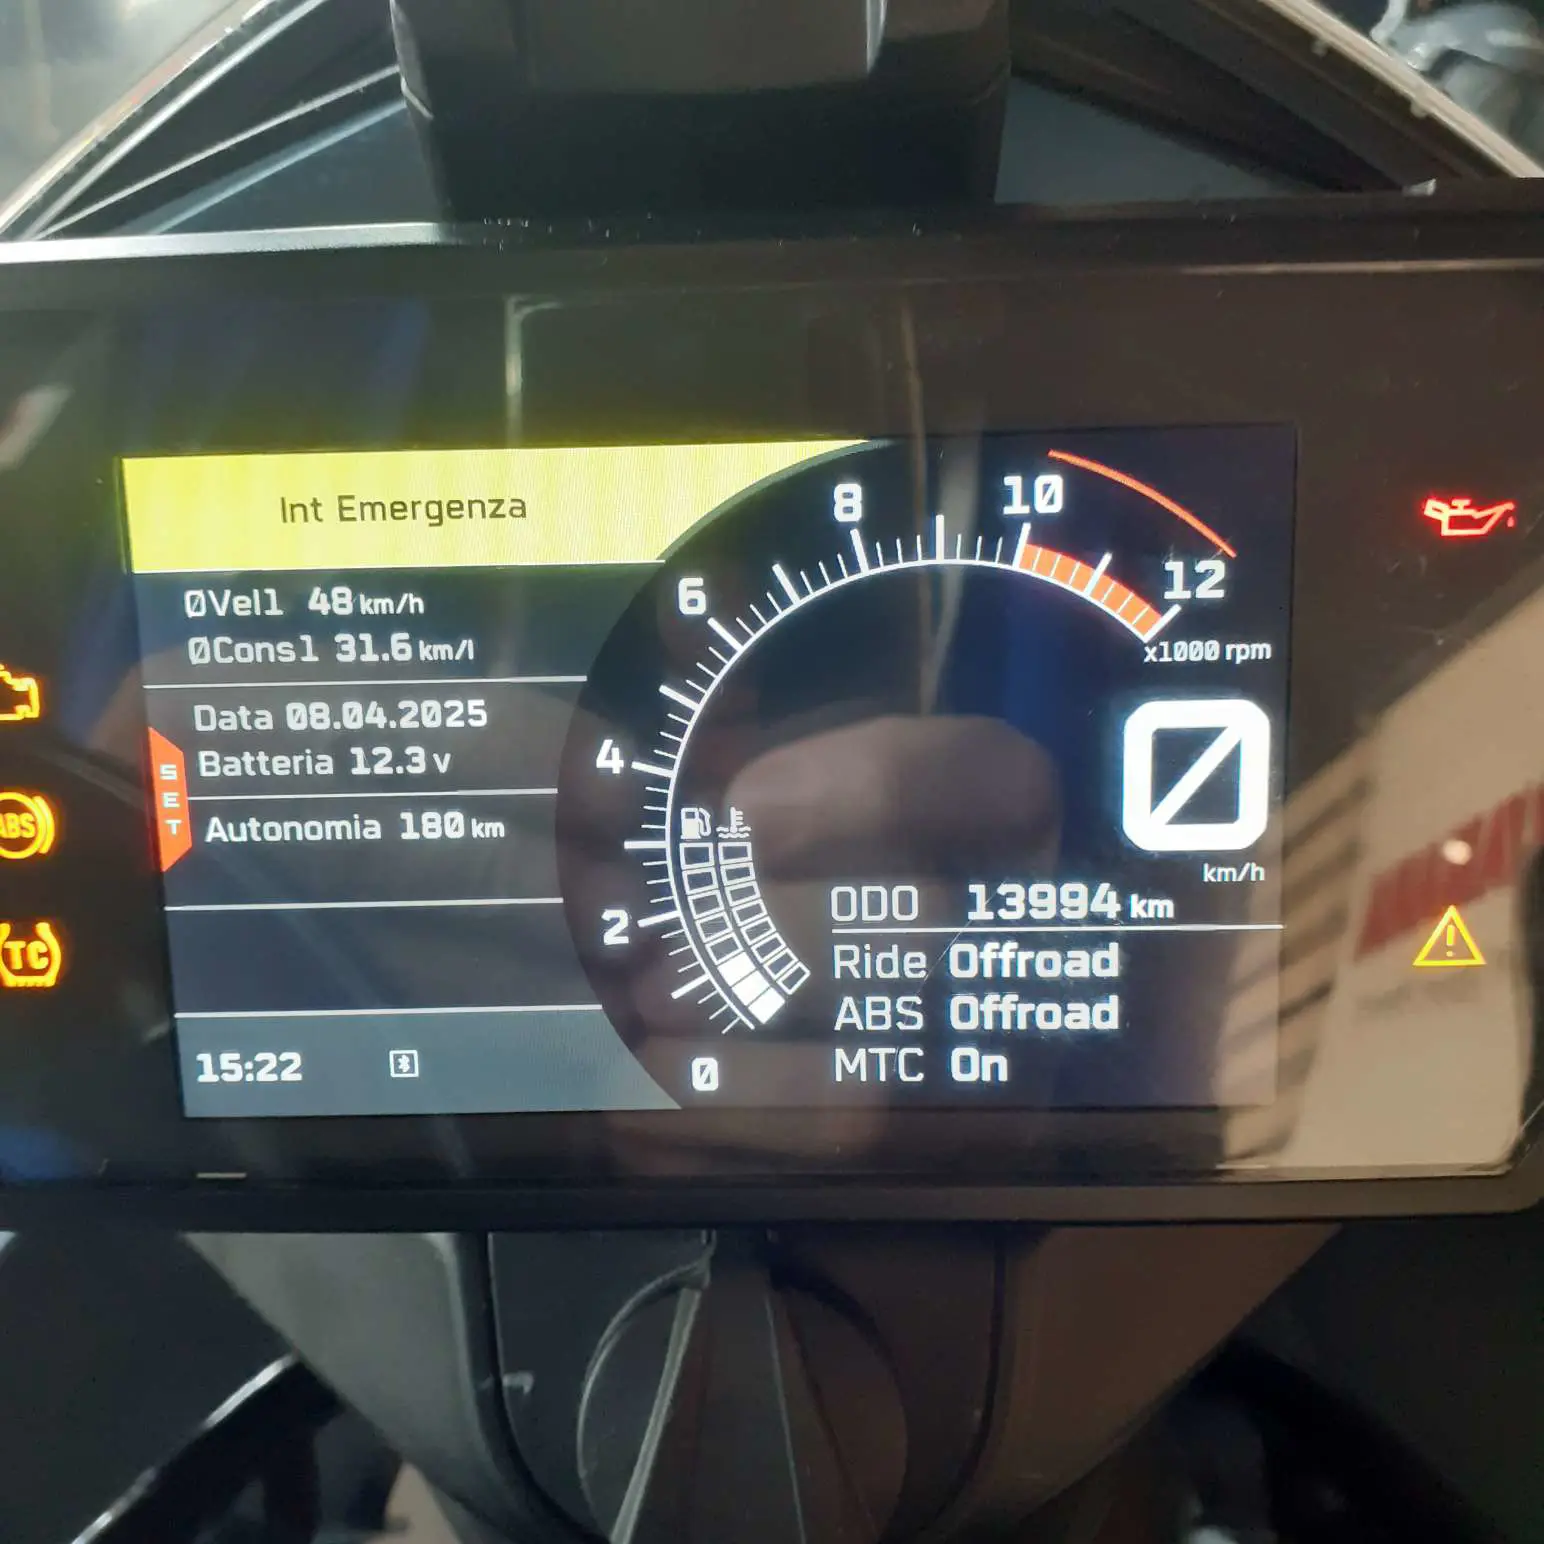 Int Emergenza
ØVel1 48 km/h
ØCons1 31.6 km/l
Data 08.04.2025
Batteria 12.3 v
SET
Autonomia 180 km
15:22
0
2
4
6
8
10
12
x1000 rpm
0
km/h
ODO 13994 km
Ride Offroad
ABS Offroad
MTC On
ABS
TC